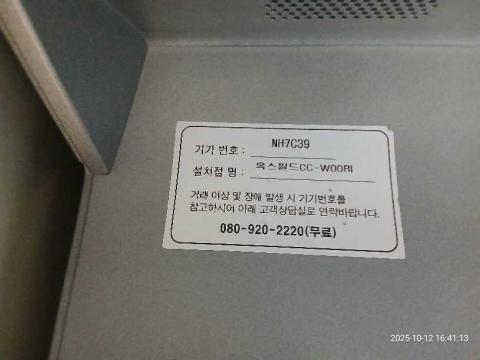 기기 번호 : NH7C39
설치점 명 : 옥스필드CC-WOORI
거래 이상 및 장애 발생 시 기기번호를
참고하시어 아래 고객상담실로 연락바랍니다.
080-920-2220(무료)
2025-10-12 16:41:13